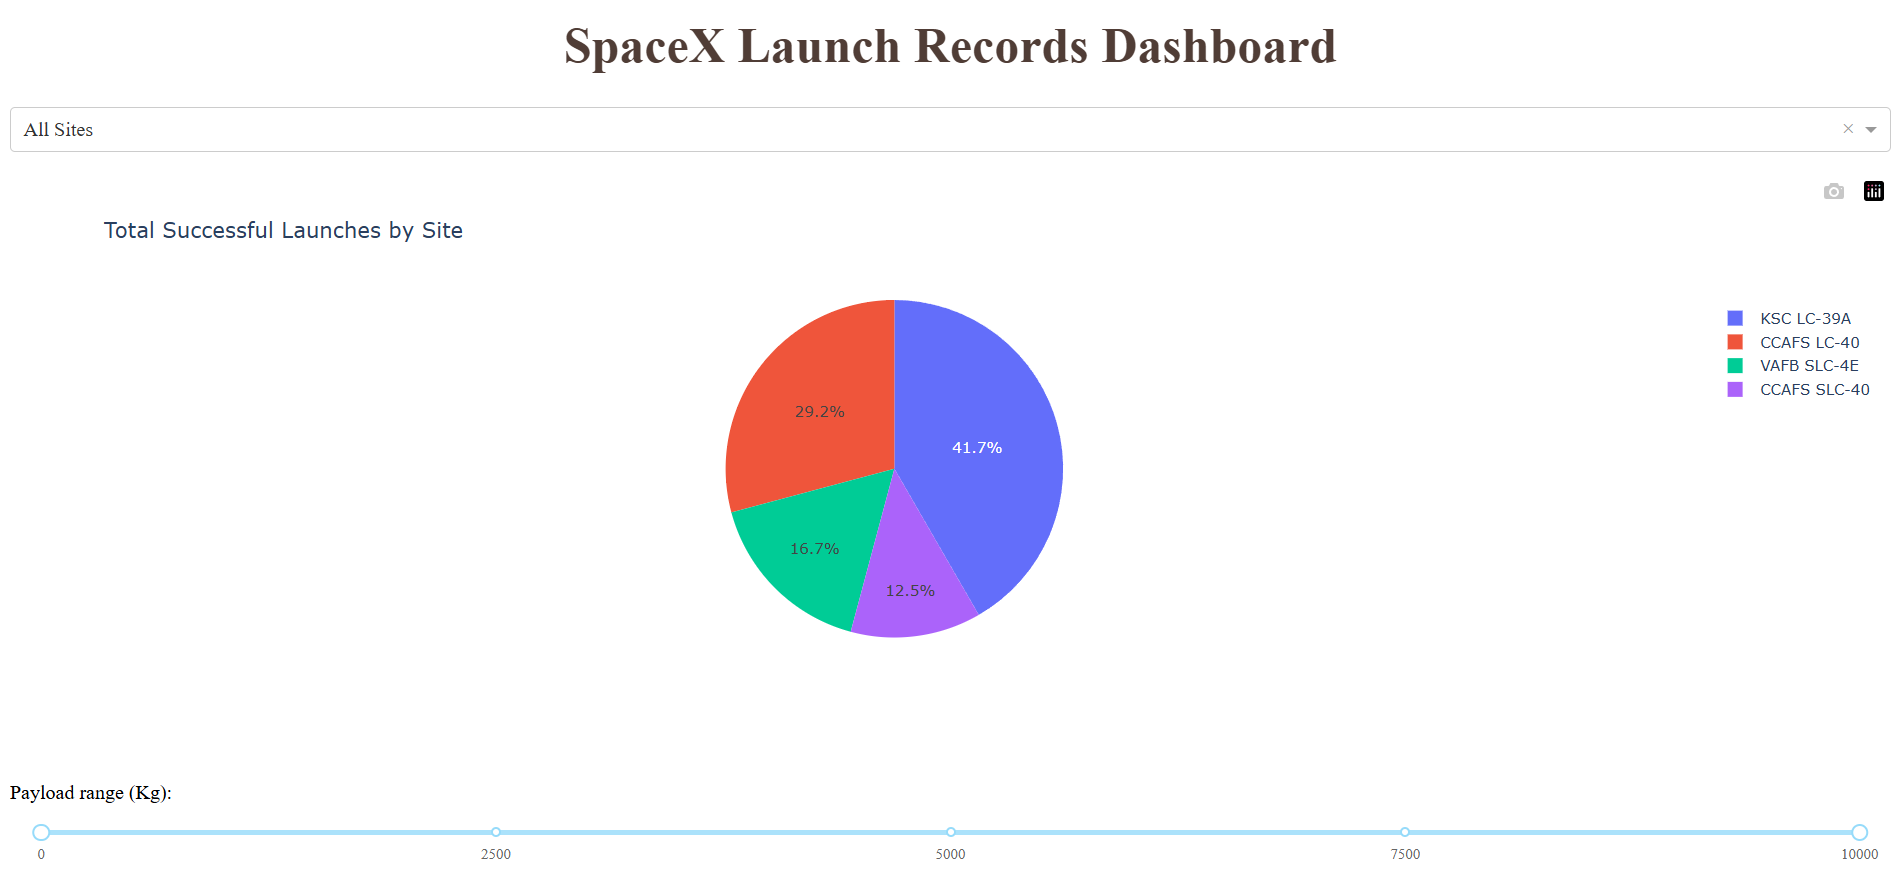 SpaceX Launch Records Dashboard
All Sites
×
Total Successful Launches by Site
KSC LC-39A
CCAFS LC-40
VAFB SLC-4E
CCAFS SLC-40
29.2%
41.7%
16.7%
12.5%
Payload range (Kg):
0 2500 5000 7500 10000